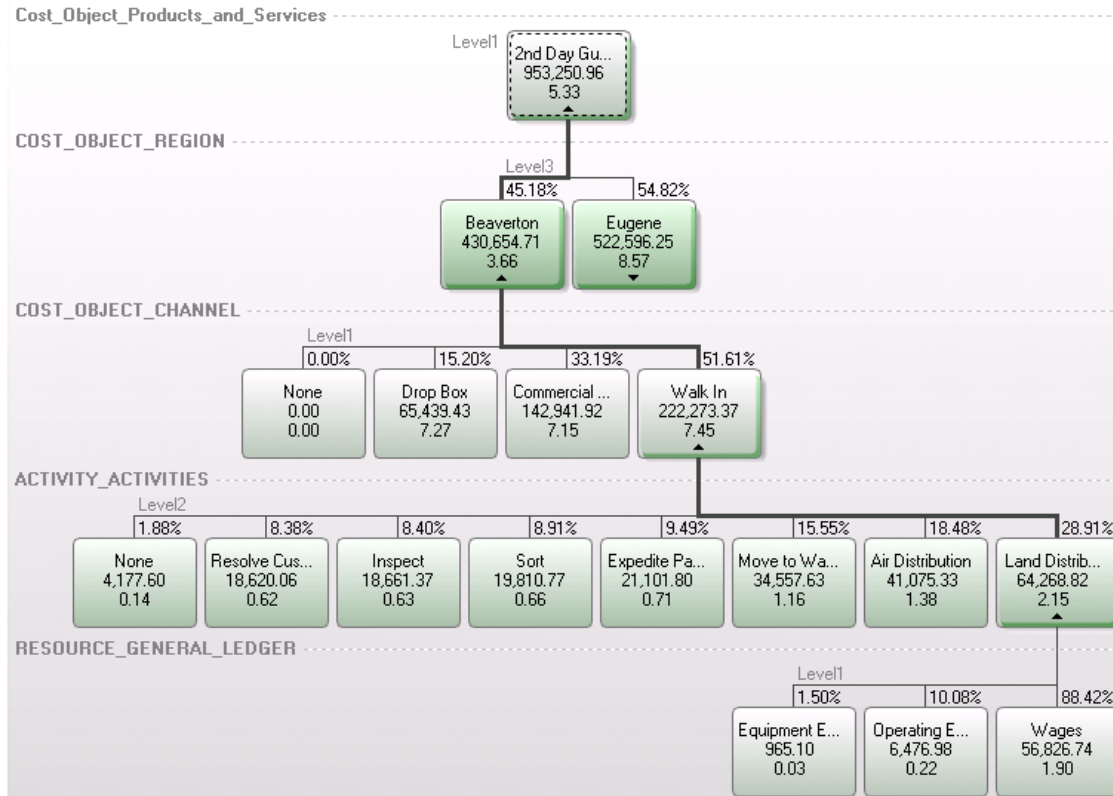 Cost_Object_Products_and_Services
Level1
2nd Day Gu...
953,250.96
5.33
COST_OBJECT_REGION
Level3
45.18% 54.82%
Beaverton Eugene
430,654.71 522,596.25
3.66 8.57
COST_OBJECT_CHANNEL
Level1
0.00% 15.20% 33.19% 51.61%
None Drop Box Commercial ... Walk In
0.00 65,439.43 142,941.92 222,273.37
0.00 7.27 7.15 7.45
ACTIVITY_ACTIVITIES
Level2
1.88% 8.38% 8.40% 8.91% 9.49% 15.55% 18.48% 28.91%
None Resolve Cus... Inspect Sort Expedite Pa... Move to Wa... Air Distribution Land Distrib...
4,177.60 18,620.06 18,661.37 19,810.77 21,101.80 34,557.63 41,075.33 64,268.82
0.14 0.62 0.63 0.66 0.71 1.16 1.38 2.15
RESOURCE_GENERAL_LEDGER
Level1
1.50% 10.08% 88.42%
Equipment E... Operating E... Wages
965.10 6,476.98 56,826.74
0.03 0.22 1.90